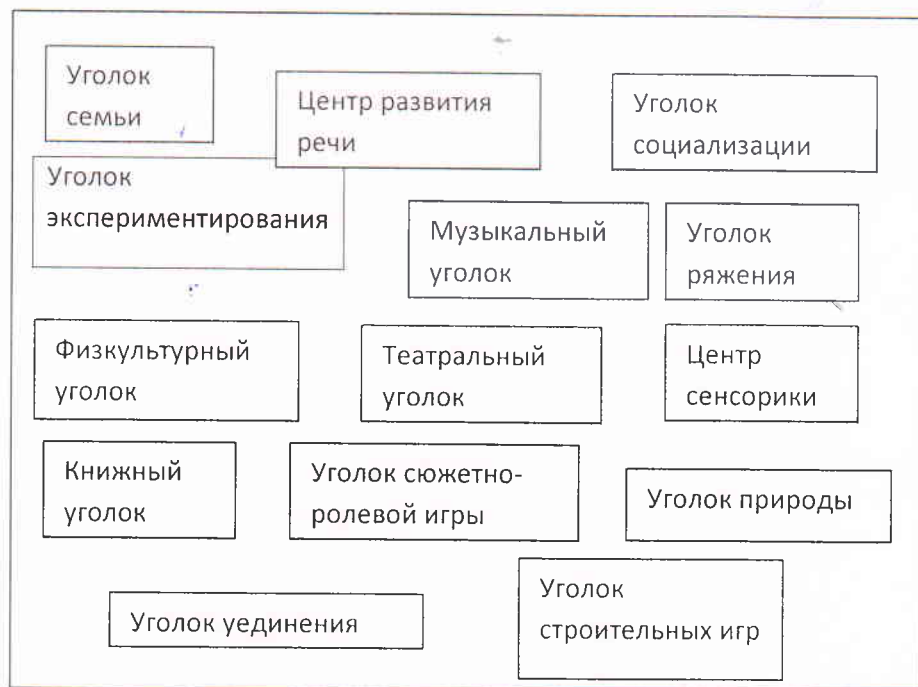 Уголок
семьи
Центр развития
речи
Уголок
социализации
Уголок
экспериментирования
Музыкальный
уголок
Уголок
ряжения
Физкультурный
уголок
Театральный
уголок
Центр
сенсорики
Книжный
уголок
Уголок сюжетно-
ролевой игры
Уголок природы
Уголок уединения
Уголок
строительных игр